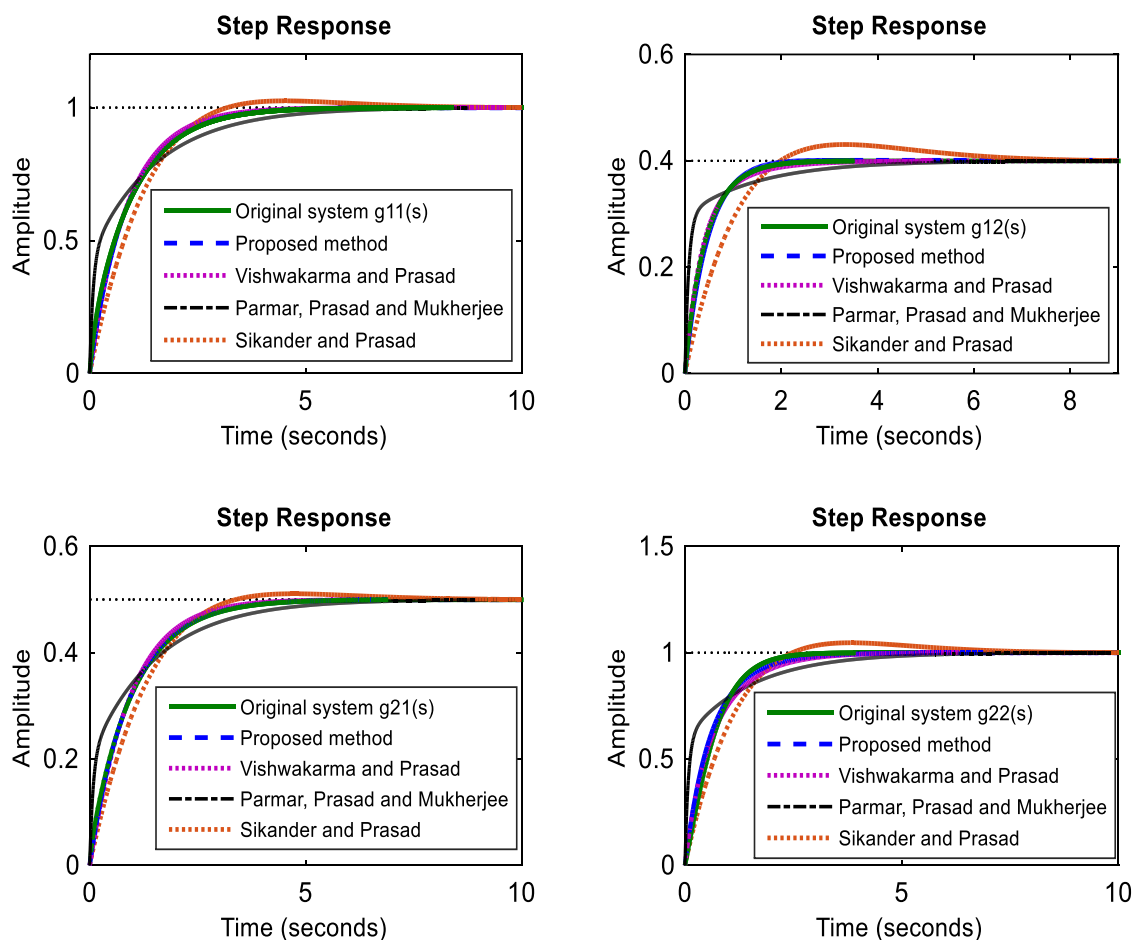 Step Response
1
0.5
0
Amplitude
Original system g11(s)
Proposed method
Vishwakarma and Prasad
Parmar, Prasad and Mukherjee
Sikander and Prasad
0
5
10
Time (seconds)
Step Response
0.6
0.4
0.2
0
Amplitude
Original system g12(s)
Proposed method
Vishwakarma and Prasad
Parmar, Prasad and Mukherjee
Sikander and Prasad
0
2
4
6
8
Time (seconds)
Step Response
0.6
0.4
0.2
0
Amplitude
Original system g21(s)
Proposed method
Vishwakarma and Prasad
Parmar, Prasad and Mukherjee
Sikander and Prasad
0
5
10
Time (seconds)
Step Response
1.5
1
0.5
0
Amplitude
Original system g22(s)
Proposed method
Vishwakarma and Prasad
Parmar, Prasad and Mukherjee
Sikander and Prasad
0
5
10
Time (seconds)